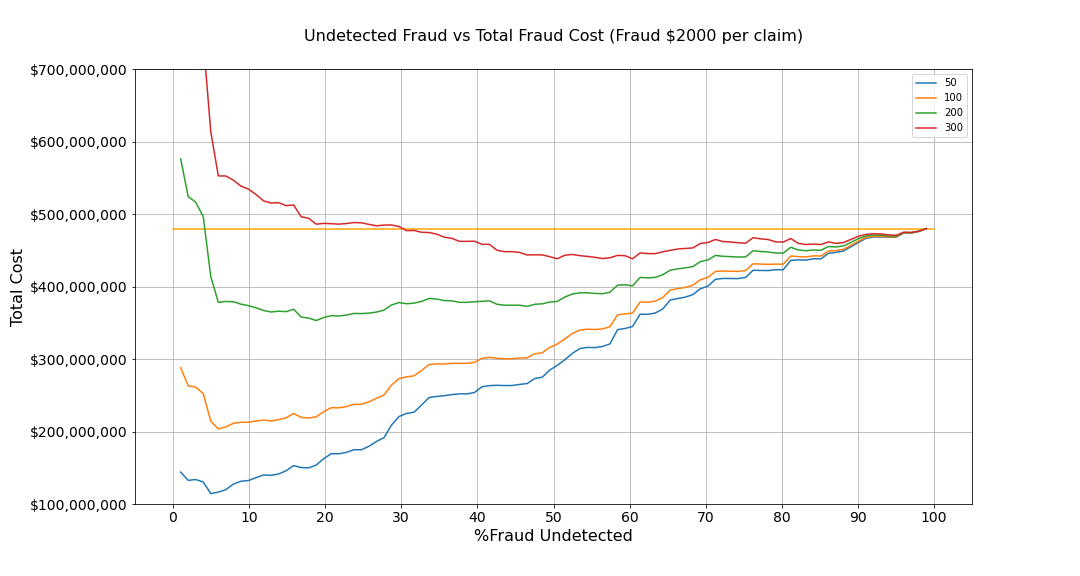 Undetected Fraud vs Total Fraud Cost (Fraud $2000 per claim)
$700,000,000
$600,000,000
$500,000,000
$400,000,000
$300,000,000
$200,000,000
$100,000,000
Total Cost
50
100
200
300
0 10 20 30 40 50 60 70 80 90 100
%Fraud Undetected